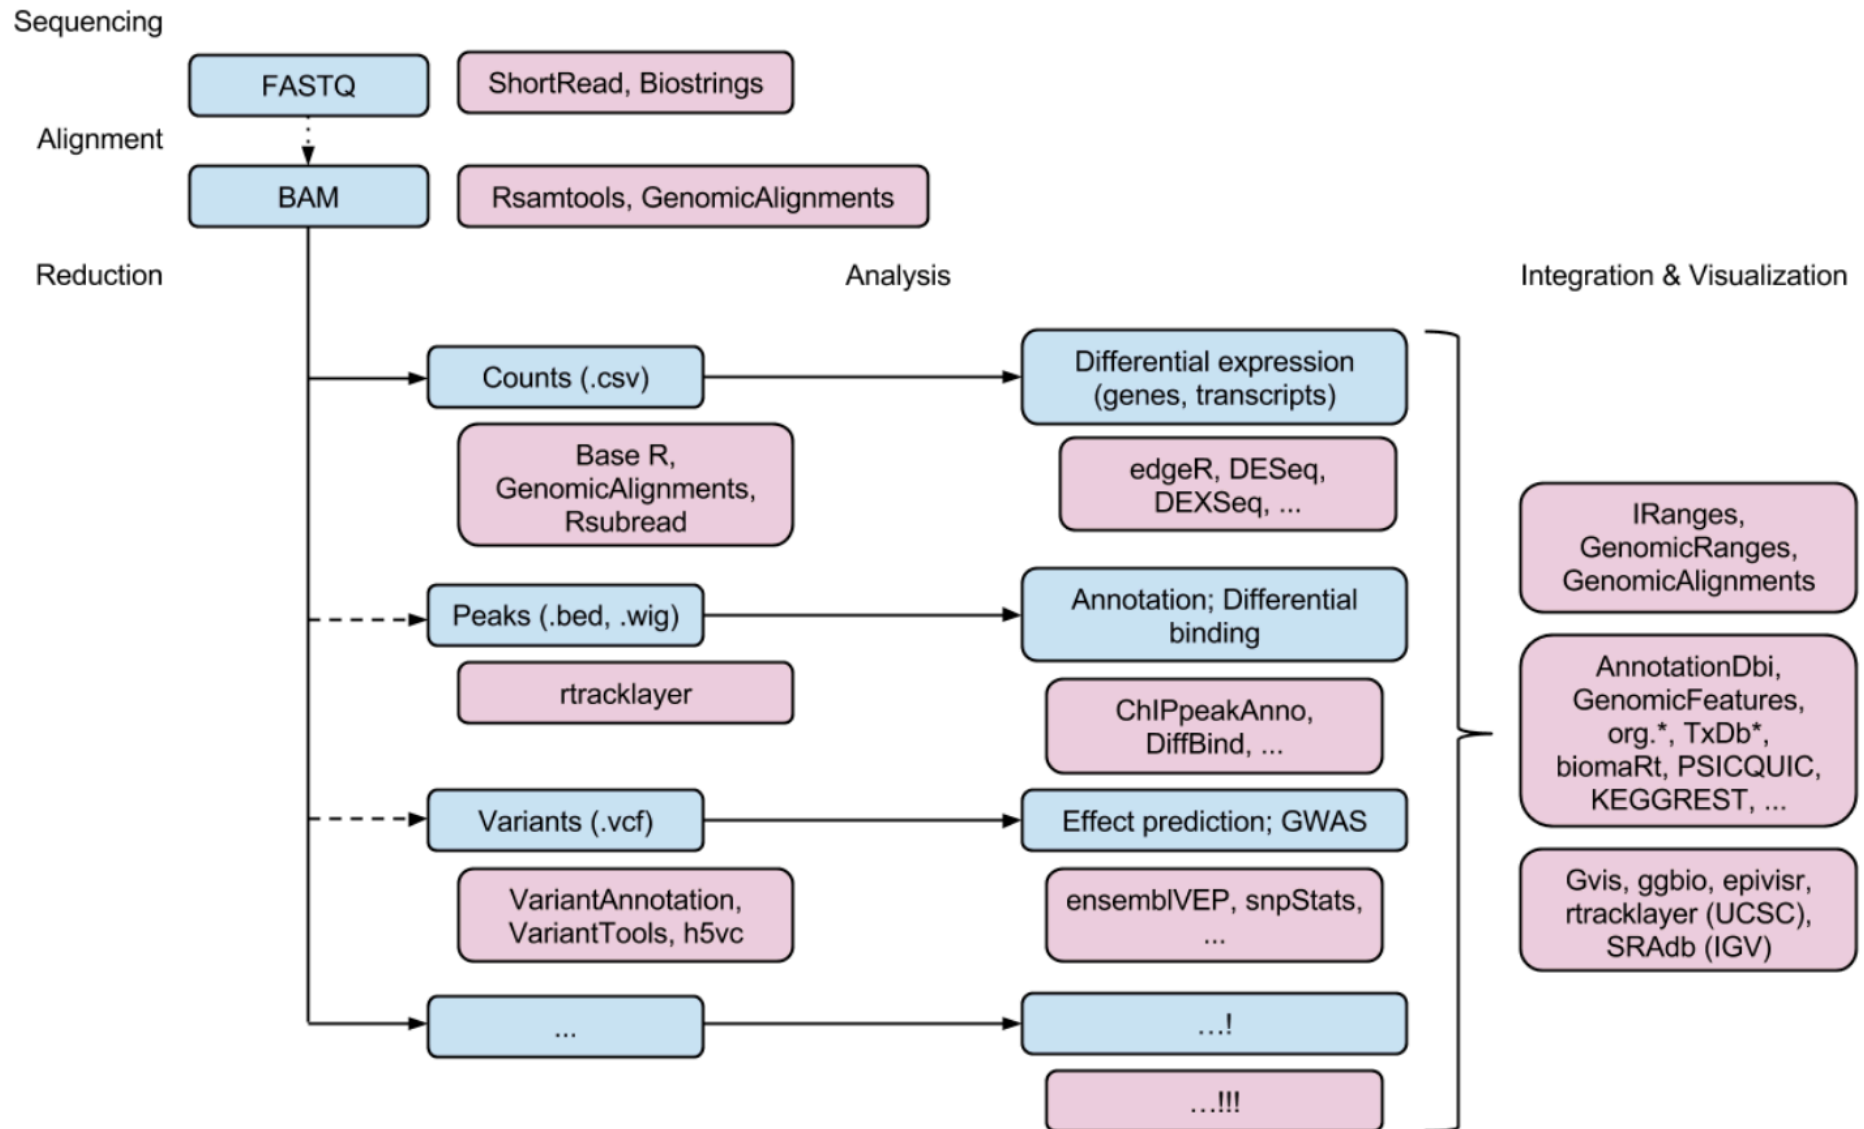 Sequencing
FASTQ
ShortRead, Biostrings
Alignment
BAM
Rsamtools, GenomicAlignments
Reduction
Analysis
Integration & Visualization
Counts (.csv)
Differential expression
(genes, transcripts)
Base R,
GenomicAlignments,
Rsubread
edgeR, DESeq,
DEXSeq, ...
Peaks (.bed, .wig)
Annotation; Differential
binding
rtracklayer
ChIPpeakAnno,
DiffBind, ...
Variants (.vcf)
Effect prediction; GWAS
VariantAnnotation,
VariantTools, h5vc
ensemblVEP, snpStats,
...
...
...!
...!!!
IRanges,
GenomicRanges,
GenomicAlignments
AnnotationDbi,
GenomicFeatures,
org.*, TxDb*,
biomaRt, PSICQUIC,
KEGGREST, ...
Gvis, ggbio, epivisr,
rtracklayer (UCSC),
SRAdb (IGV)